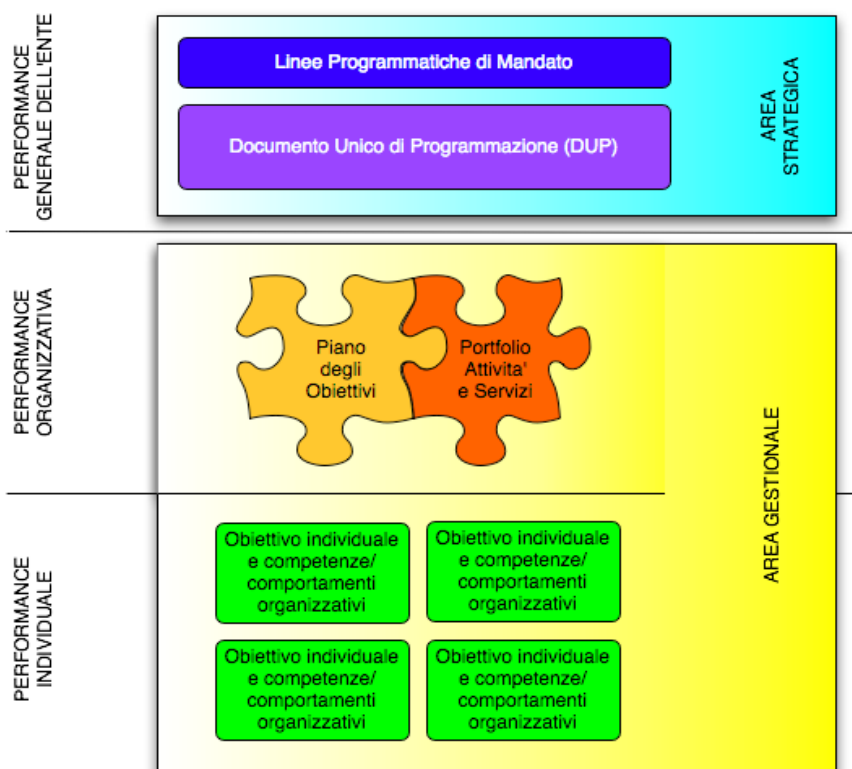 PERFORMANCE
GENERALE DELL'ENTE
Linee Programmatiche di Mandato
Documento Unico di Programmazione (DUP)
AREA
STRATEGICA
PERFORMANCE
ORGANIZZATIVA
Piano
degli
Obiettivi
Portfolio
Attivita'
e Servizi
AREA GESTIONALE
PERFORMANCE
INDIVIDUALE
Obiettivo individuale
e competenze/
comportamenti
organizzativi
Obiettivo individuale
e competenze/
comportamenti
organizzativi
Obiettivo individuale
e competenze/
comportamenti
organizzativi
Obiettivo individuale
e competenze/
comportamenti
organizzativi